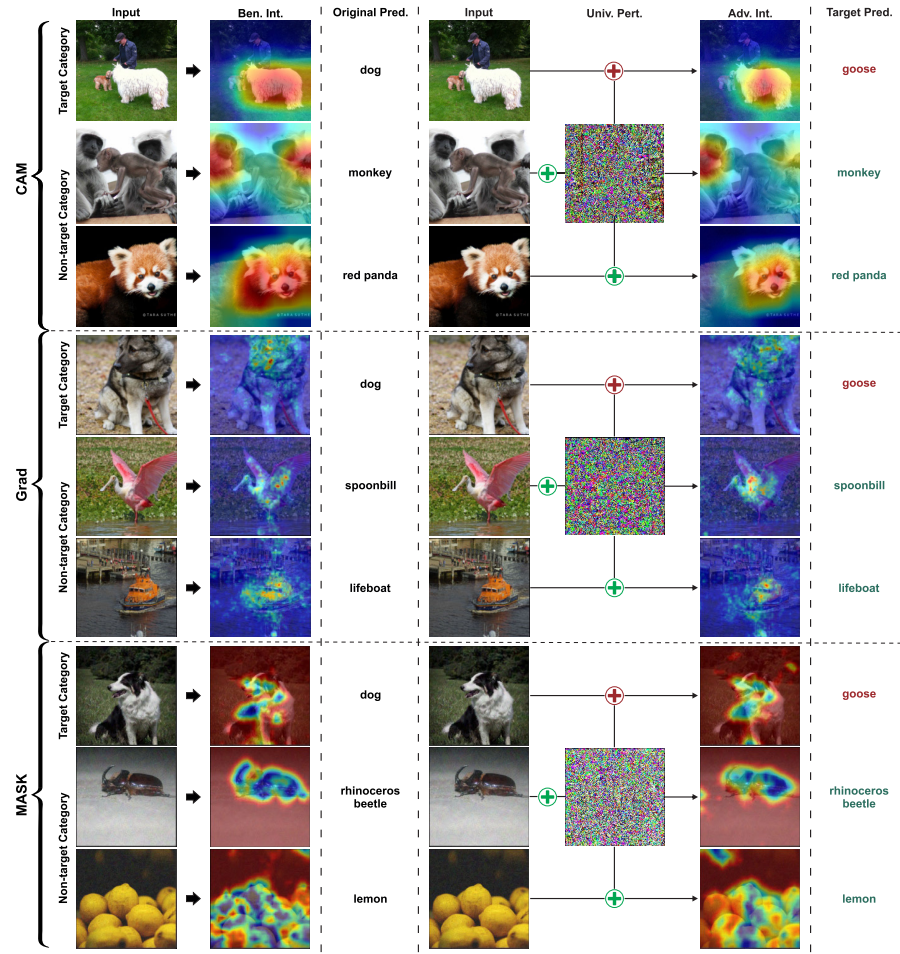 Input Ben. Int. Original Pred. Input Univ. Pert. Adv. Int. Target Pred.
CAM
Target Category
dog
goose
Non-target Category
monkey
monkey
red panda
red panda
Grad
Target Category
dog
goose
Non-target Category
spoonbill
spoonbill
lifeboat
lifeboat
MASK
Target Category
dog
goose
Non-target Category
rhinoceros
beetle
rhinoceros
beetle
lemon
lemon